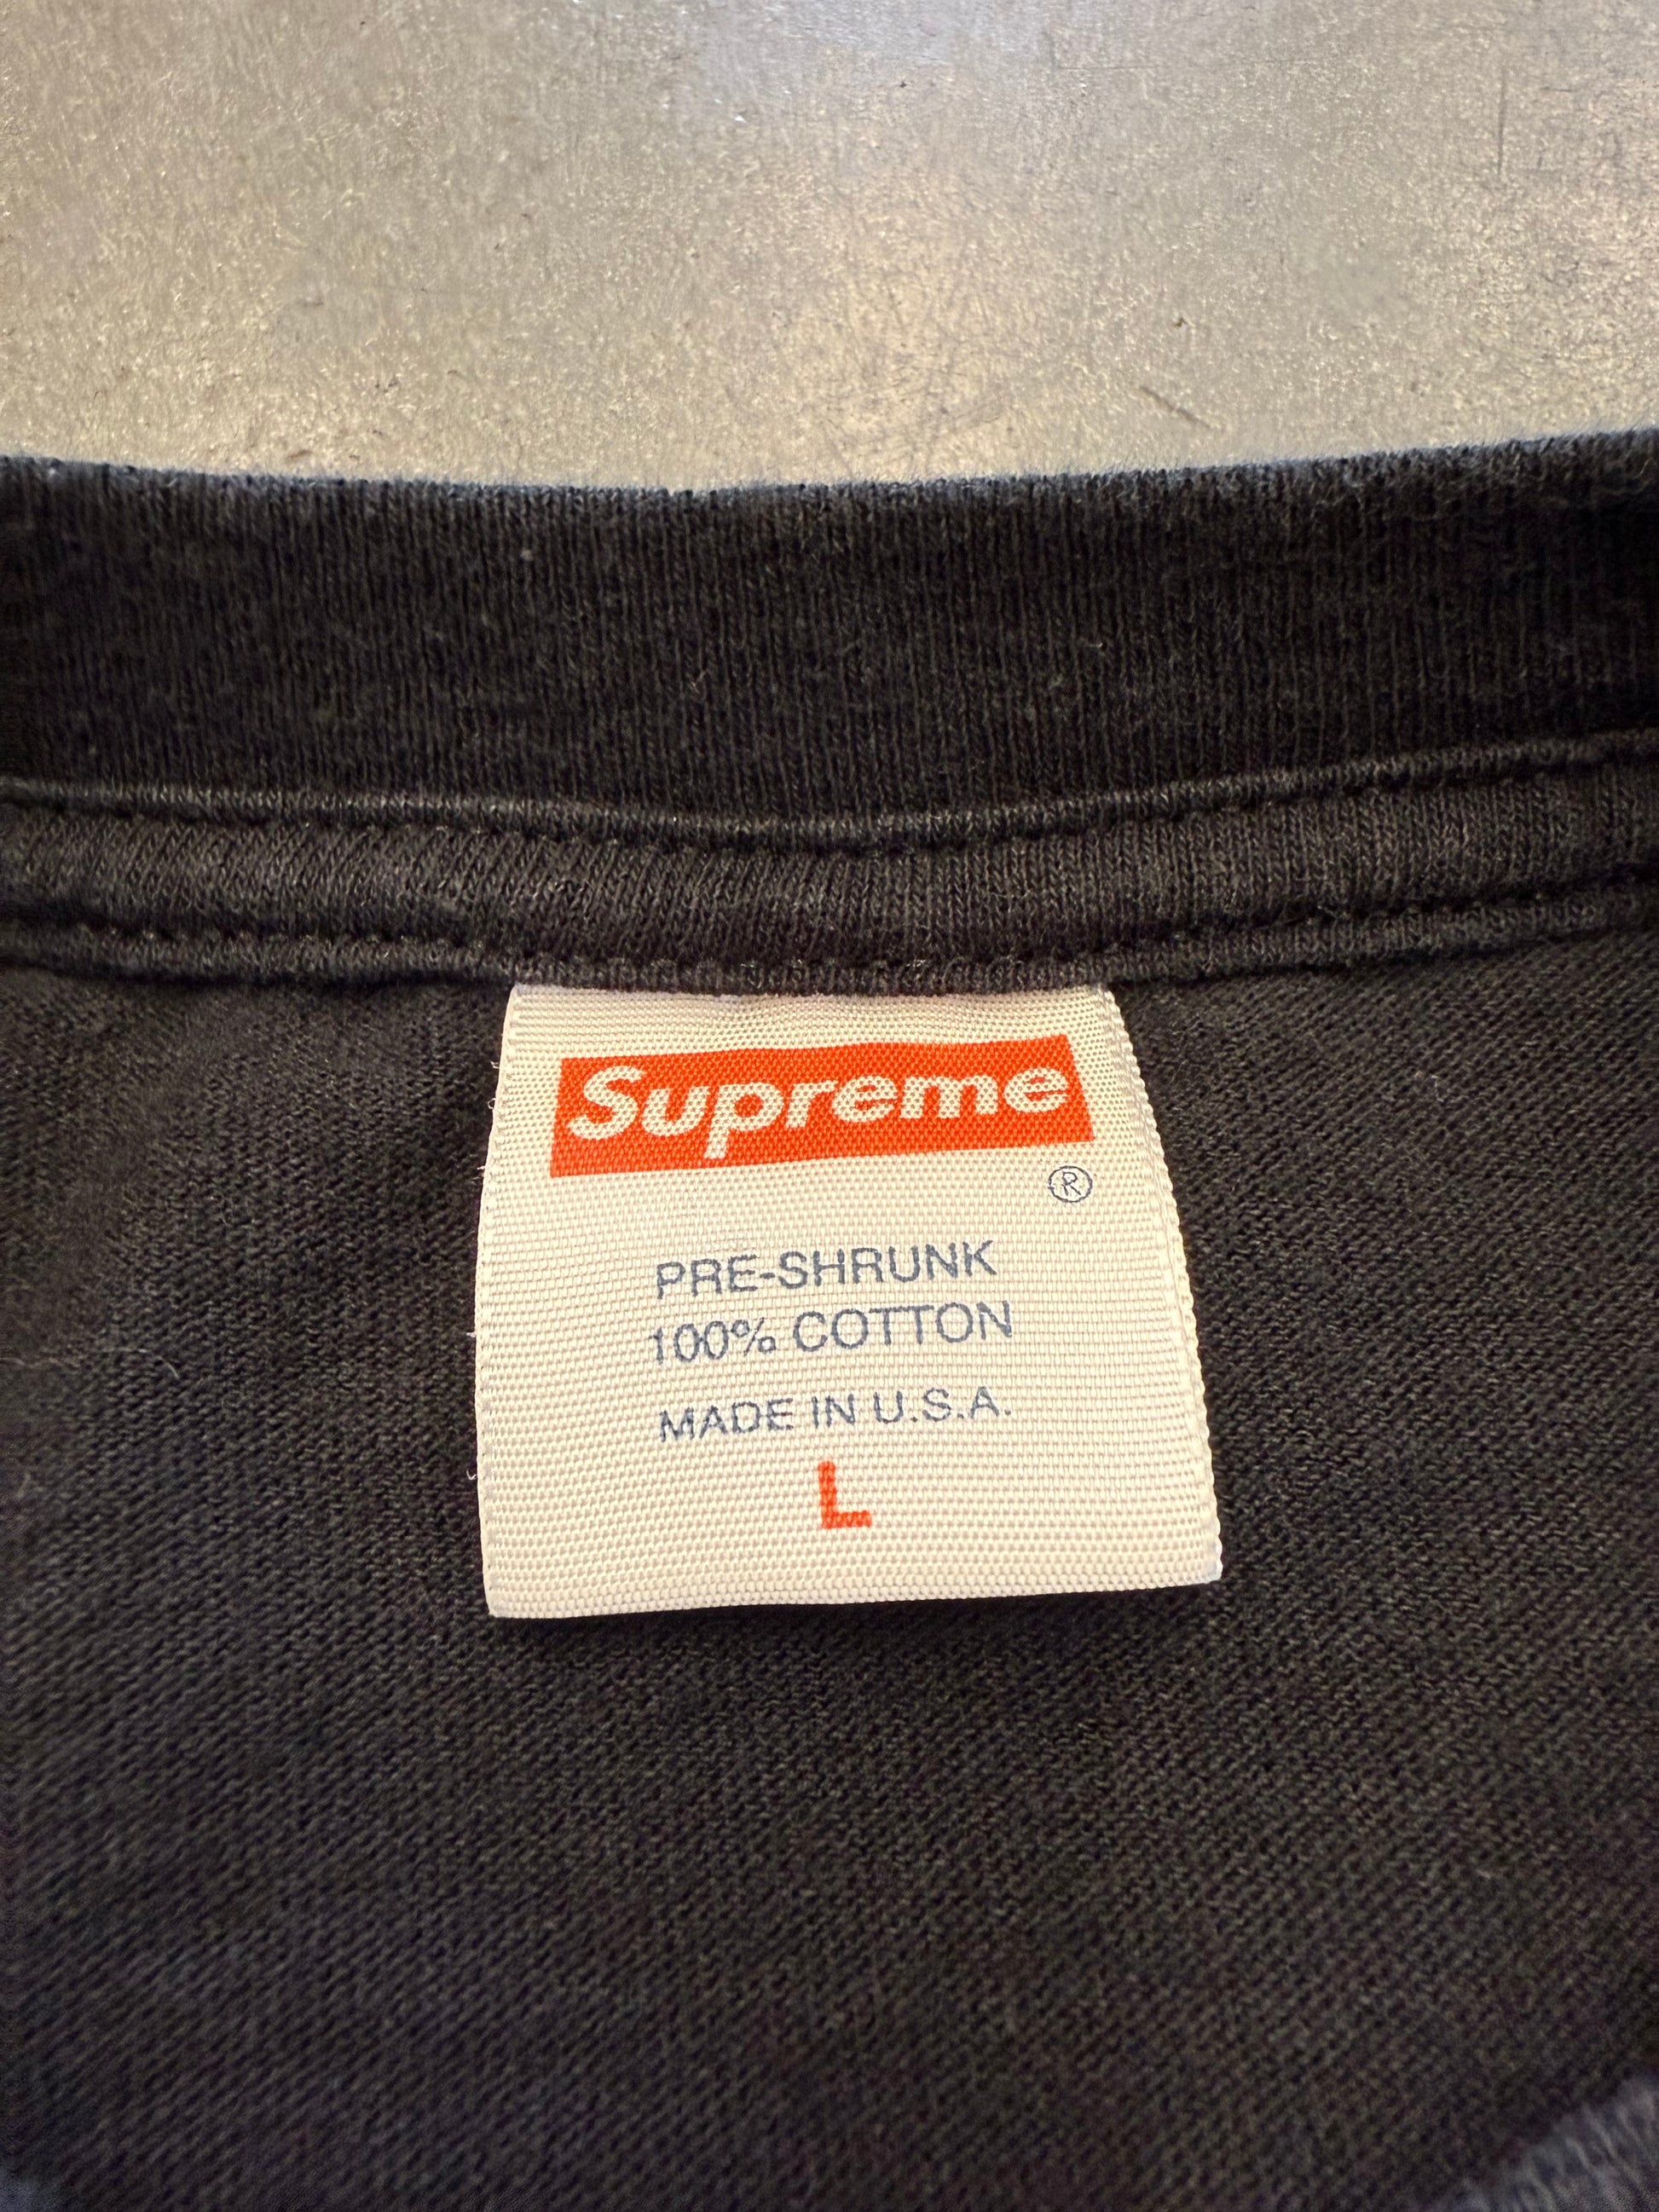 Supreme
®
PRE-SHRUNK
100% COTTON
MADE IN U.S.A.
L